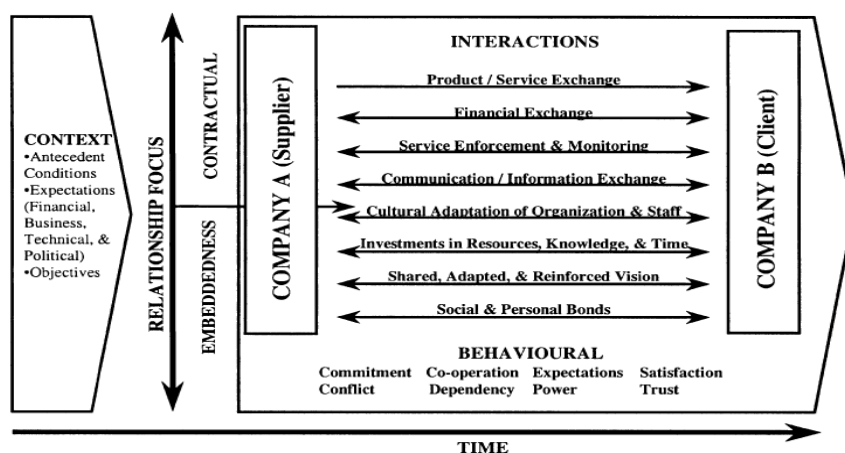 CONTEXT
•Antecedent
Conditions
•Expectations
(Financial,
Business,
Technical, &
Political)
•Objectives
RELATIONSHIP FOCUS
CONTRACTUAL
EMBEDDEDNESS
COMPANY A (Supplier)
INTERACTIONS
Product / Service Exchange
Financial Exchange
Service Enforcement & Monitoring
Communication / Information Exchange
Cultural Adaptation of Organization & Staff
Investments in Resources, Knowledge, & Time
Shared, Adapted, & Reinforced Vision
Social & Personal Bonds
COMPANY B (Client)
BEHAVIOURAL
Commitment Co-operation Expectations Satisfaction
Conflict Dependency Power Trust
TIME